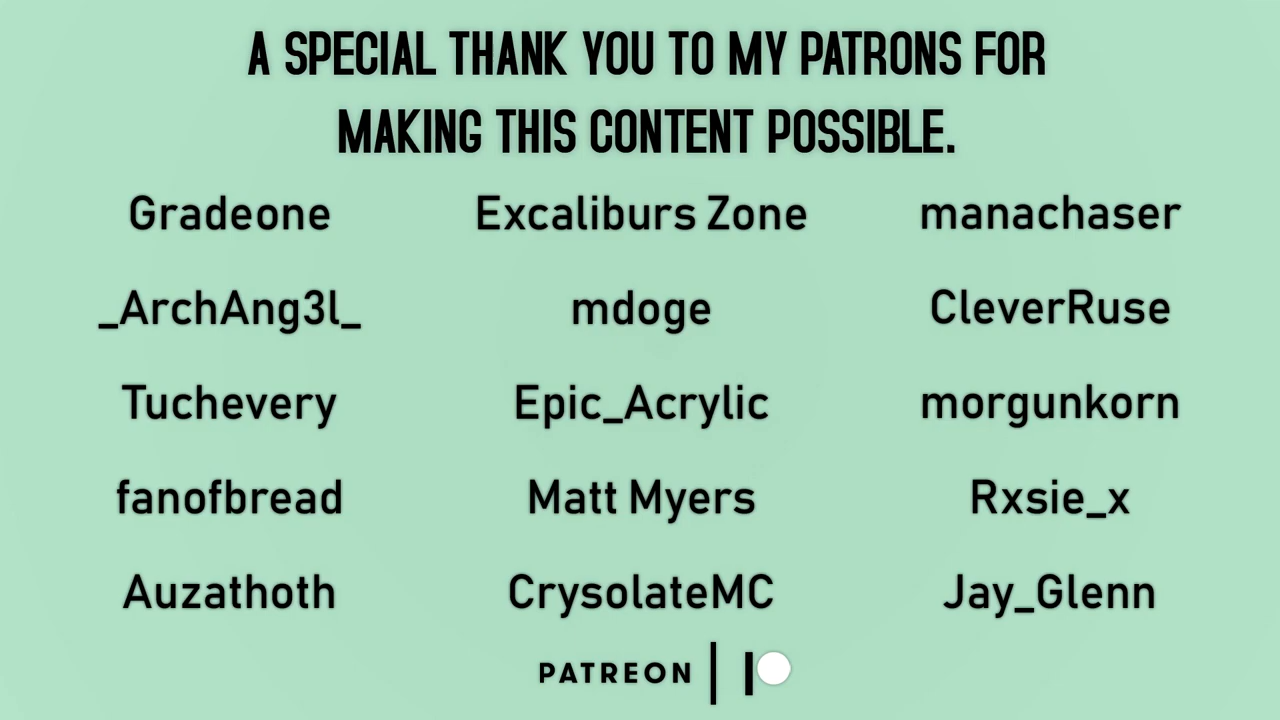 A SPECIAL THANK YOU TO MY PATRONS FOR
MAKING THIS CONTENT POSSIBLE.
Gradeone Excaliburs Zone manachaser
_ArchAng3l_ mdoge CleverRuse
Tuchevery Epic_Acrylic morgunkorn
fanofbread Matt Myers Rxsie_x
Auzathoth CrysolateMC Jay_Glenn
PATREON